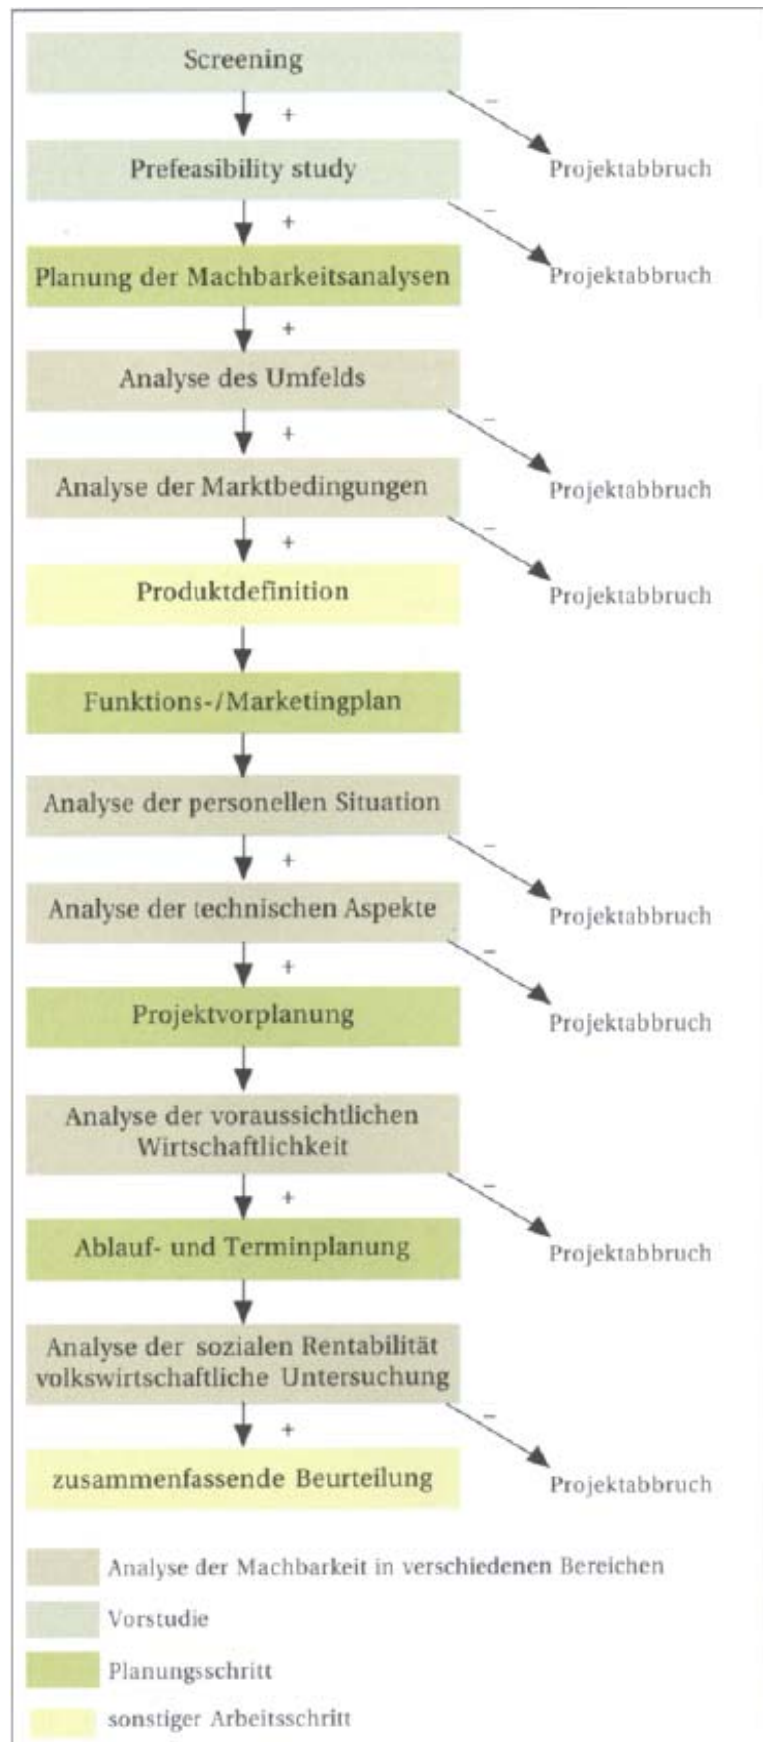 Screening
+
–
Projektabbruch
Prefeasibility study
+
–
Projektabbruch
Planung der Machbarkeitsanalysen
+
Analyse des Umfelds
+
–
Projektabbruch
Analyse der Marktbedingungen
+
–
Projektabbruch
Produktdefinition
Funktions-/Marketingplan
Analyse der personellen Situation
+
–
Projektabbruch
Analyse der technischen Aspekte
+
–
Projektabbruch
Projektvorplanung
Analyse der voraussichtlichen
Wirtschaftlichkeit
+
–
Projektabbruch
Ablauf- und Terminplanung
Analyse der sozialen Rentabilität
volkswirtschaftliche Untersuchung
+
–
Projektabbruch
zusammenfassende Beurteilung
Analyse der Machbarkeit in verschiedenen Bereichen
Vorstudie
Planungsschritt
sonstiger Arbeitsschritt